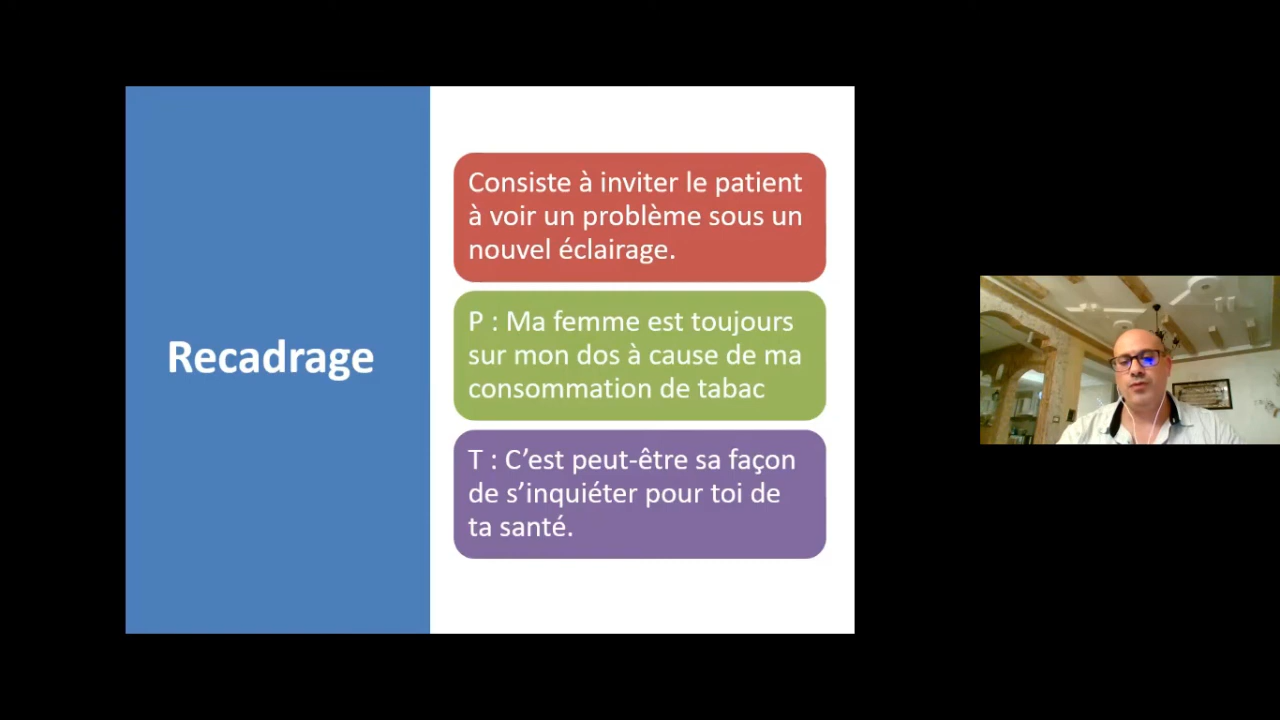 Recadrage
Consiste à inviter le patient
à voir un problème sous un
nouvel éclairage.
P : Ma femme est toujours
sur mon dos à cause de ma
consommation de tabac
T : C’est peut-être sa façon
de s’inquiéter pour toi de
ta santé.